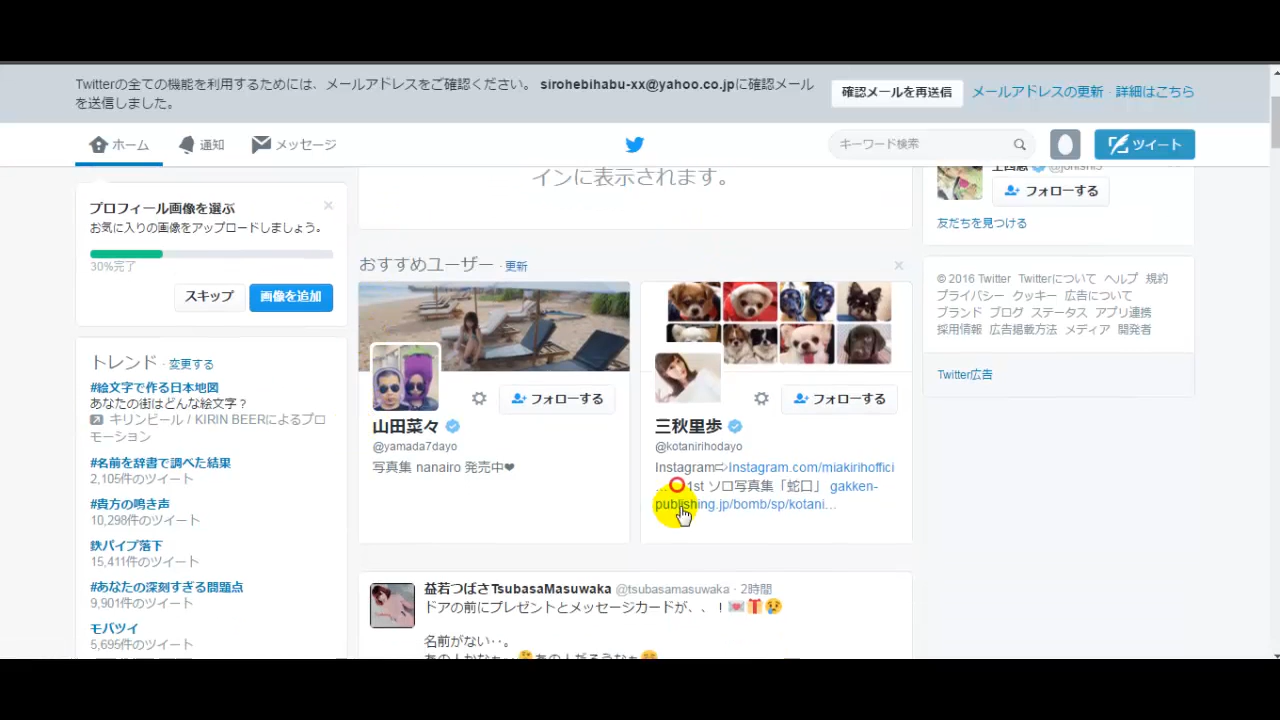 Twitterの全ての機能を利用するためには、メールアドレスをご確認ください。 sirohebihabu-xx@yahoo.co.jpに確認メール
を送信しました。
確認メールを再送信
メールアドレスの更新 · 詳細はこちら
ホーム
通知
メッセージ
キーワード検索
ツイート
プロフィール画像を選ぶ
お気に入りの画像をアップロードしましょう。
30%完了
スキップ
画像を追加
トレンド · 変更する
#絵文字で作る日本地図
あなたの街はどんな絵文字？
キリンビール / KIRIN BEERによるプロ
モーション
#名前を辞書で調べた結果
2,105件のツイート
#貴方の鳴き声
10,298件のツイート
鉄パイプ落下
15,411件のツイート
#あなたの深刻すぎる問題点
9,901件のツイート
モバツイ
5,695件のツイート
インに表示されます。
おすすめユーザー · 更新
フォローする
山田菜々
@yamada7dayo
写真集 nanairo 発売中❤
フォローする
三秋里歩
@kotanirihodayo
Instagram⇨Instagram.com/miakirihoffici
… 1st ソロ写真集「蛇口」 gakken-
publishing.jp/bomb/sp/kotani…
益若つばさTsubasaMasuwaka @tsubasamasuwaka · 2時間
ドアの前にプレゼントとメッセージカードが、、！💌🎁😢
名前がない‥。
フォローする
友だちを見つける
© 2016 Twitter Twitterについて ヘルプ 規約
プライバシー クッキー 広告について
ブランド ブログ ステータス アプリ連携
採用情報 広告掲載方法 メディア 開発者
Twitter広告